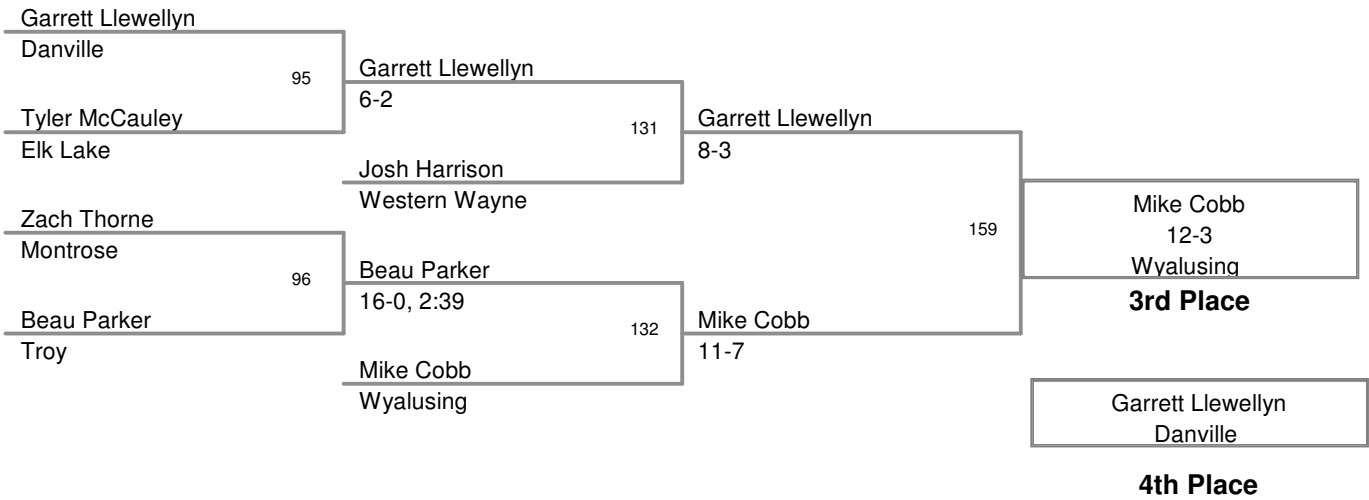 Garrett Llewellyn
Danville
95
Tyler McCauley
Elk Lake
Zach Thorne
Montrose
96
Beau Parker
Troy
Garrett Llewellyn
6-2
131
Josh Harrison
Western Wayne
Beau Parker
16-0, 2:39
132
Mike Cobb
Wyalusing
Garrett Llewellyn
8-3
159
Mike Cobb
11-7
Mike Cobb
12-3
Wyalusing
3rd Place
Garrett Llewellyn
Danville
4th Place